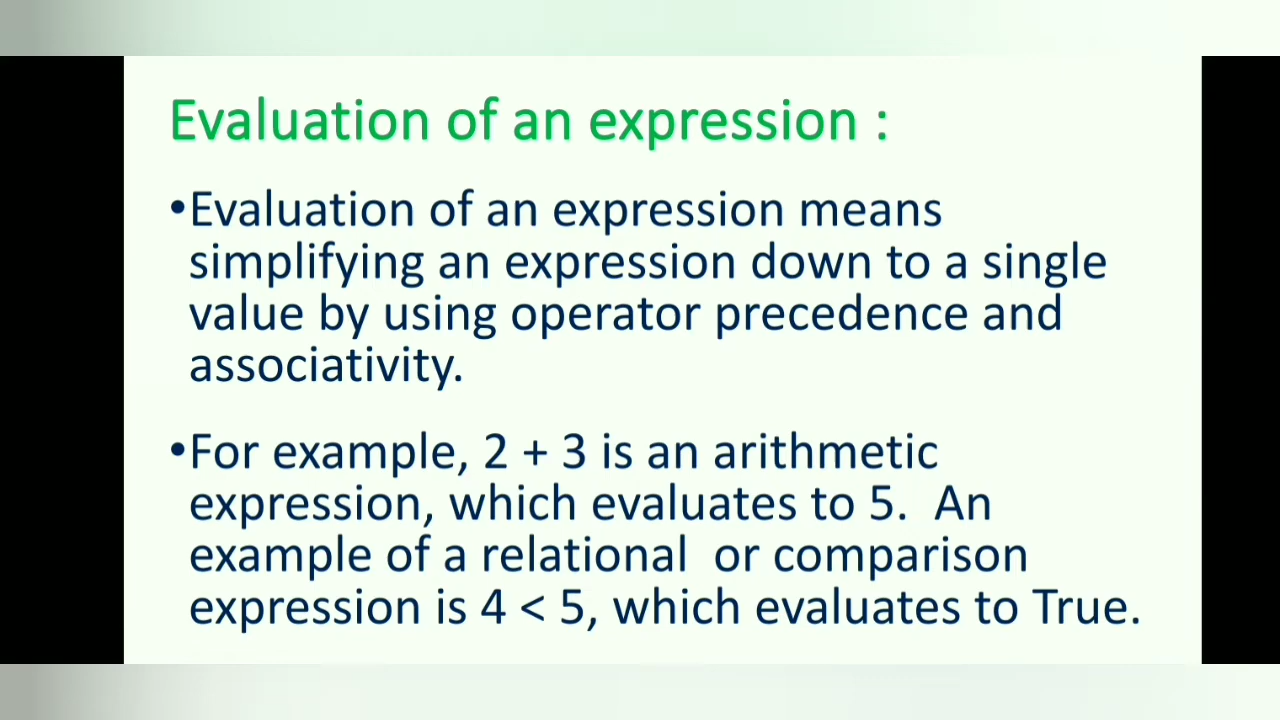 Evaluation of an expression :
•Evaluation of an expression means
simplifying an expression down to a single
value by using operator precedence and
associativity.
•For example, 2 + 3 is an arithmetic
expression, which evaluates to 5.  An
example of a relational  or comparison
expression is 4 < 5, which evaluates to True.